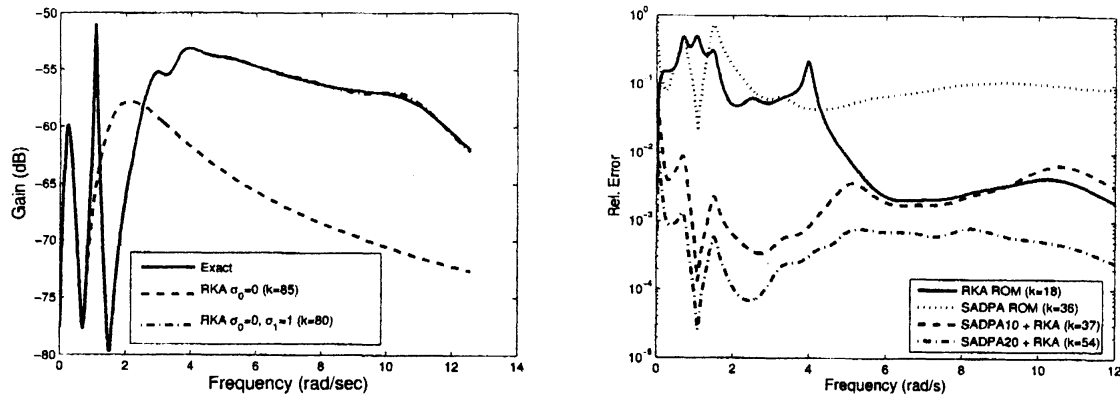 -50
-55
-60
-65
-70
-75
-80
Gain (dB)
Exact
RKA σ₀=0 (k=85)
RKA σ₀=0, σ₁=1 (k=80)
0 2 4 6 8 10 12 14
Frequency (rad/sec)
10⁰
10⁻¹
10⁻²
10⁻³
10⁻⁴
10⁻⁵
Rel. Error
RKA ROM (k=18)
SADPA ROM (k=36)
SADPA10 + RKA (k=37)
SADPA20 + RKA (k=54)
0 2 4 6 8 10 12
Frequency (rad/s)